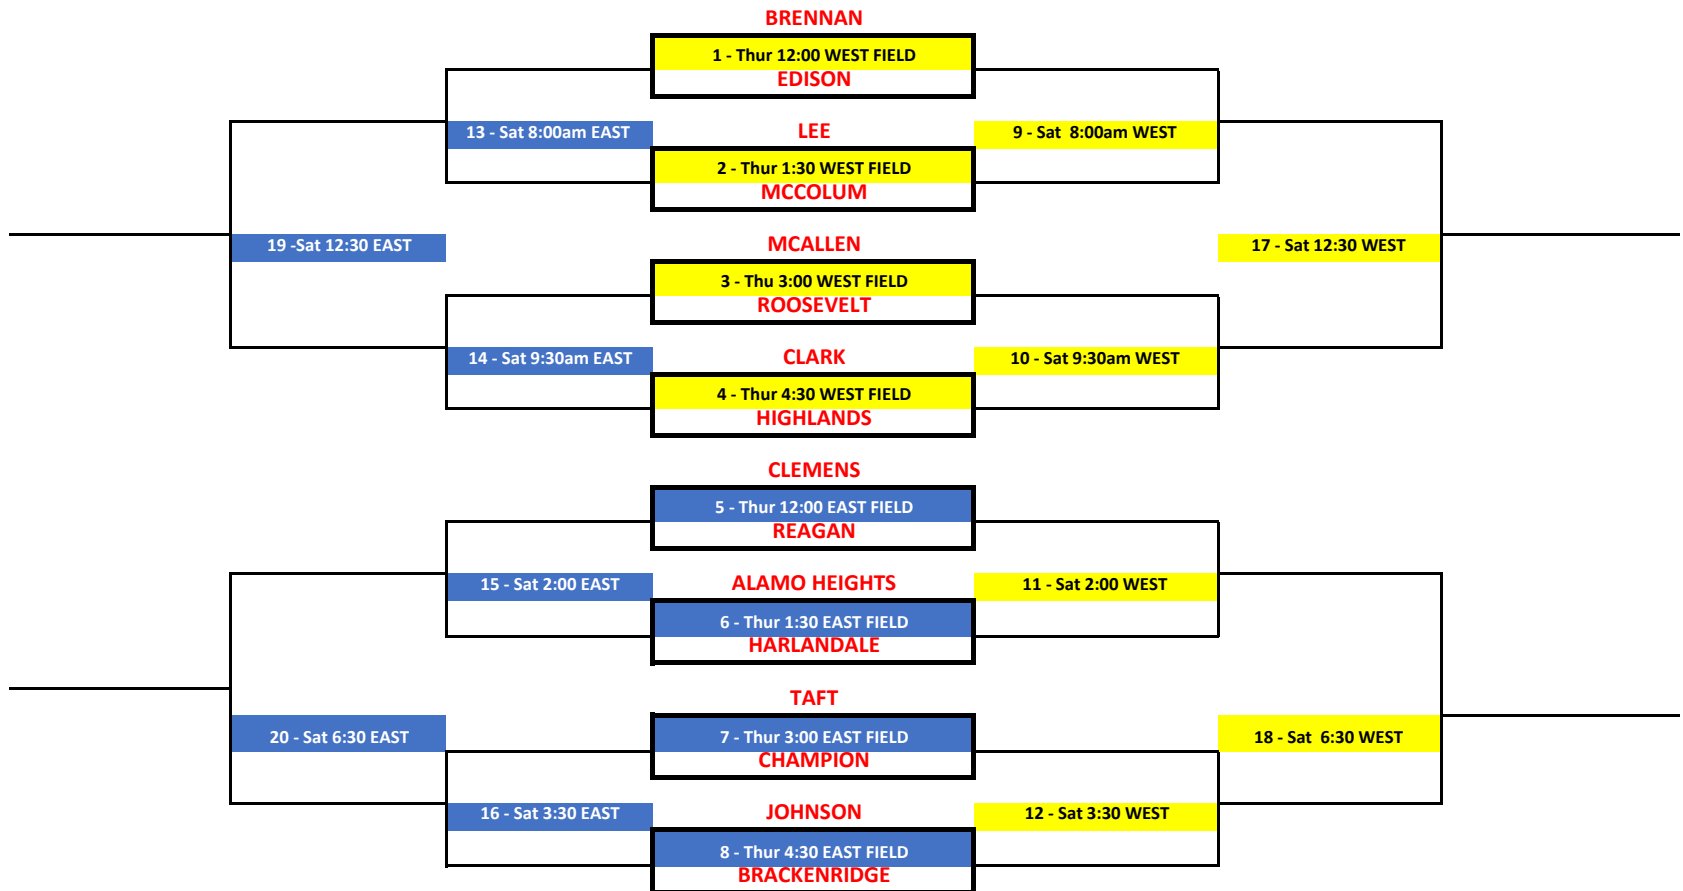 BRENNAN
1 - Thur 12:00 WEST FIELD
EDISON
13 - Sat 8:00am EAST
LEE
9 - Sat 8:00am WEST
2 - Thur 1:30 WEST FIELD
MCCOLUM
19 -Sat 12:30 EAST
MCALLEN
17 - Sat 12:30 WEST
3 - Thu 3:00 WEST FIELD
ROOSEVELT
14 - Sat 9:30am EAST
CLARK
10 - Sat 9:30am WEST
4 - Thur 4:30 WEST FIELD
HIGHLANDS
CLEMENS
5 - Thur 12:00 EAST FIELD
REAGAN
15 - Sat 2:00 EAST
ALAMO HEIGHTS
11 - Sat 2:00 WEST
6 - Thur 1:30 EAST FIELD
HARLANDALE
TAFT
20 - Sat 6:30 EAST
7 - Thur 3:00 EAST FIELD
18 - Sat 6:30 WEST
CHAMPION
16 - Sat 3:30 EAST
JOHNSON
12 - Sat 3:30 WEST
8 - Thur 4:30 EAST FIELD
BRACKENRIDGE